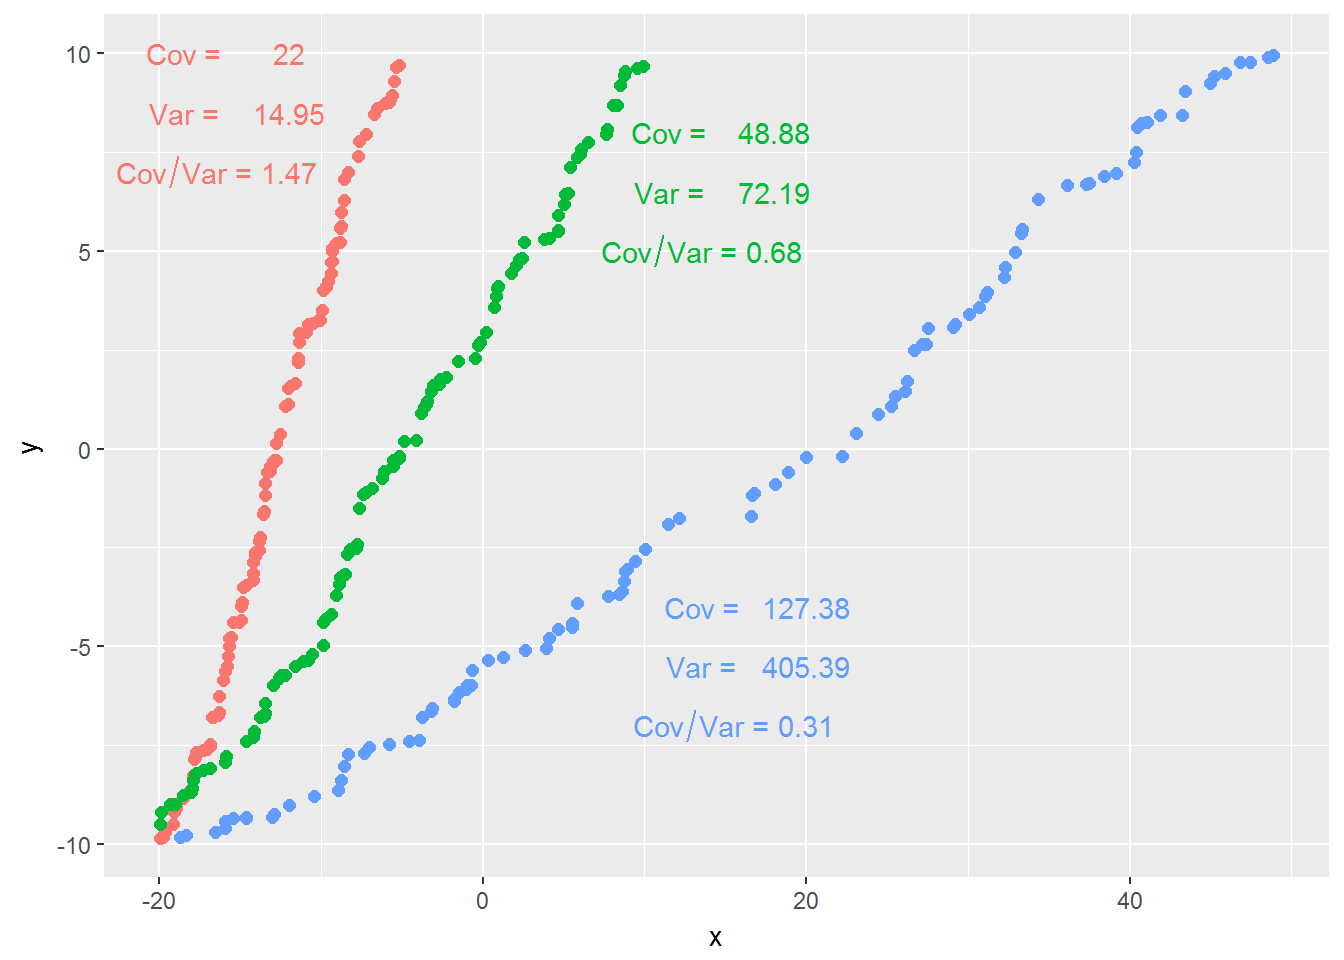 10
5
0
-5
-10
y
Cov = 22
Var = 14.95
Cov/Var = 1.47
Cov = 48.88
Var = 72.19
Cov/Var = 0.68
Cov = 127.38
Var = 405.39
Cov/Var = 0.31
-20 0 20 40
x